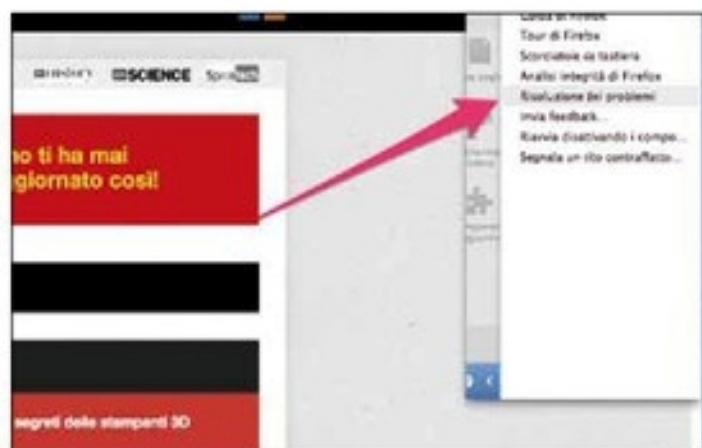 SCIENCE
no ti ha mai
ggiornato così!
segreti delle stampanti 3D
Tour di Firefox
Scorciatoie da tastiera
Analisi integrità di Firefox
Risoluzione dei problemi
Invia feedback...
Riavvia disattivando i compo...
Segnala un sito contraffatto...